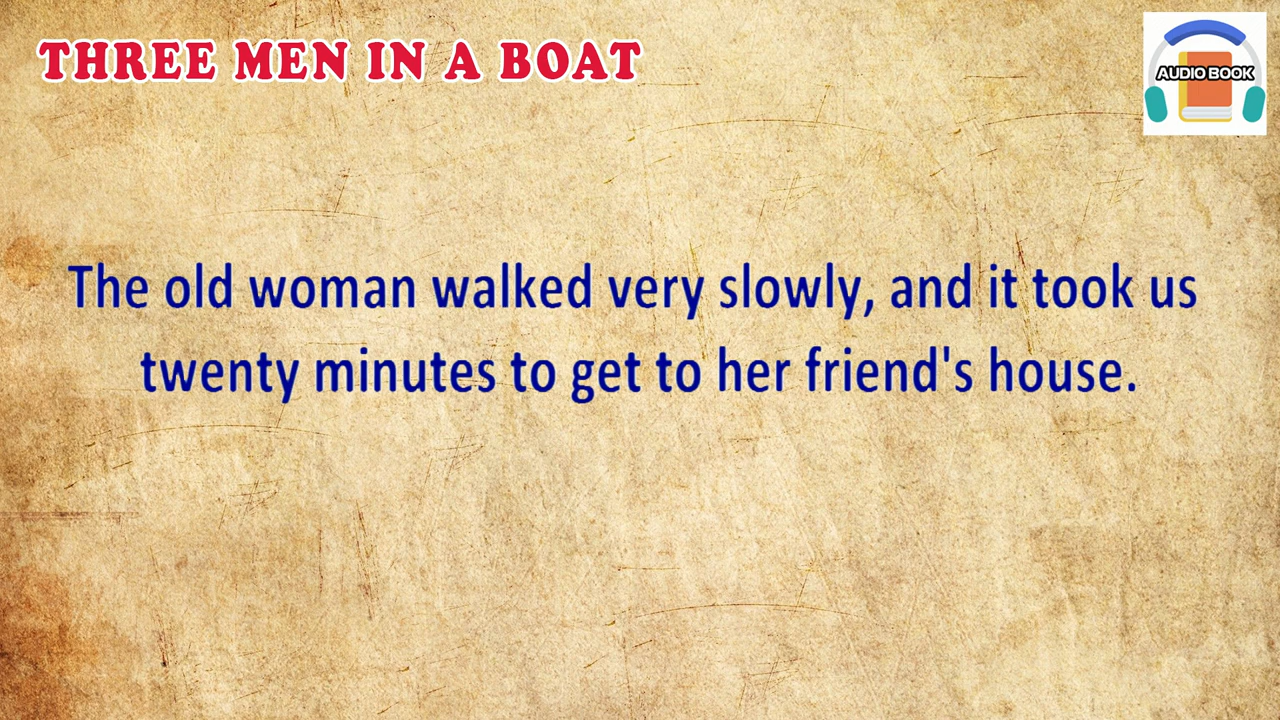 THREE MEN IN A BOAT
AUDIO BOOK
The old woman walked very slowly, and it took us
twenty minutes to get to her friend's house.